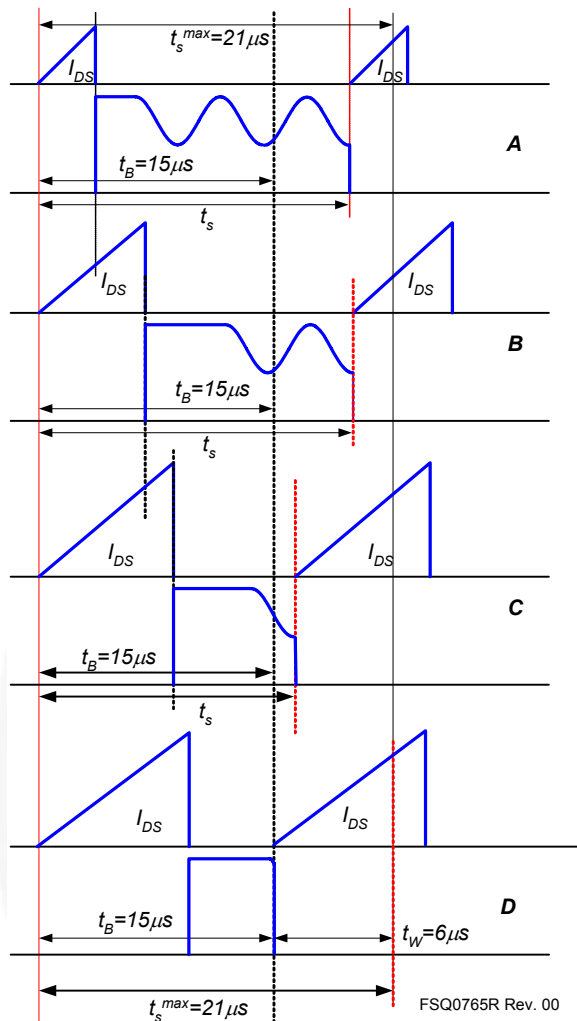 t_s^max=21μs
I_DS I_DS
A
t_B=15μs
t_s
I_DS I_DS
B
t_B=15μs
t_s
I_DS I_DS
C
t_B=15μs
t_s
I_DS I_DS
D
t_B=15μs t_W=6μs
t_s^max=21μs
FSQ0765R Rev. 00